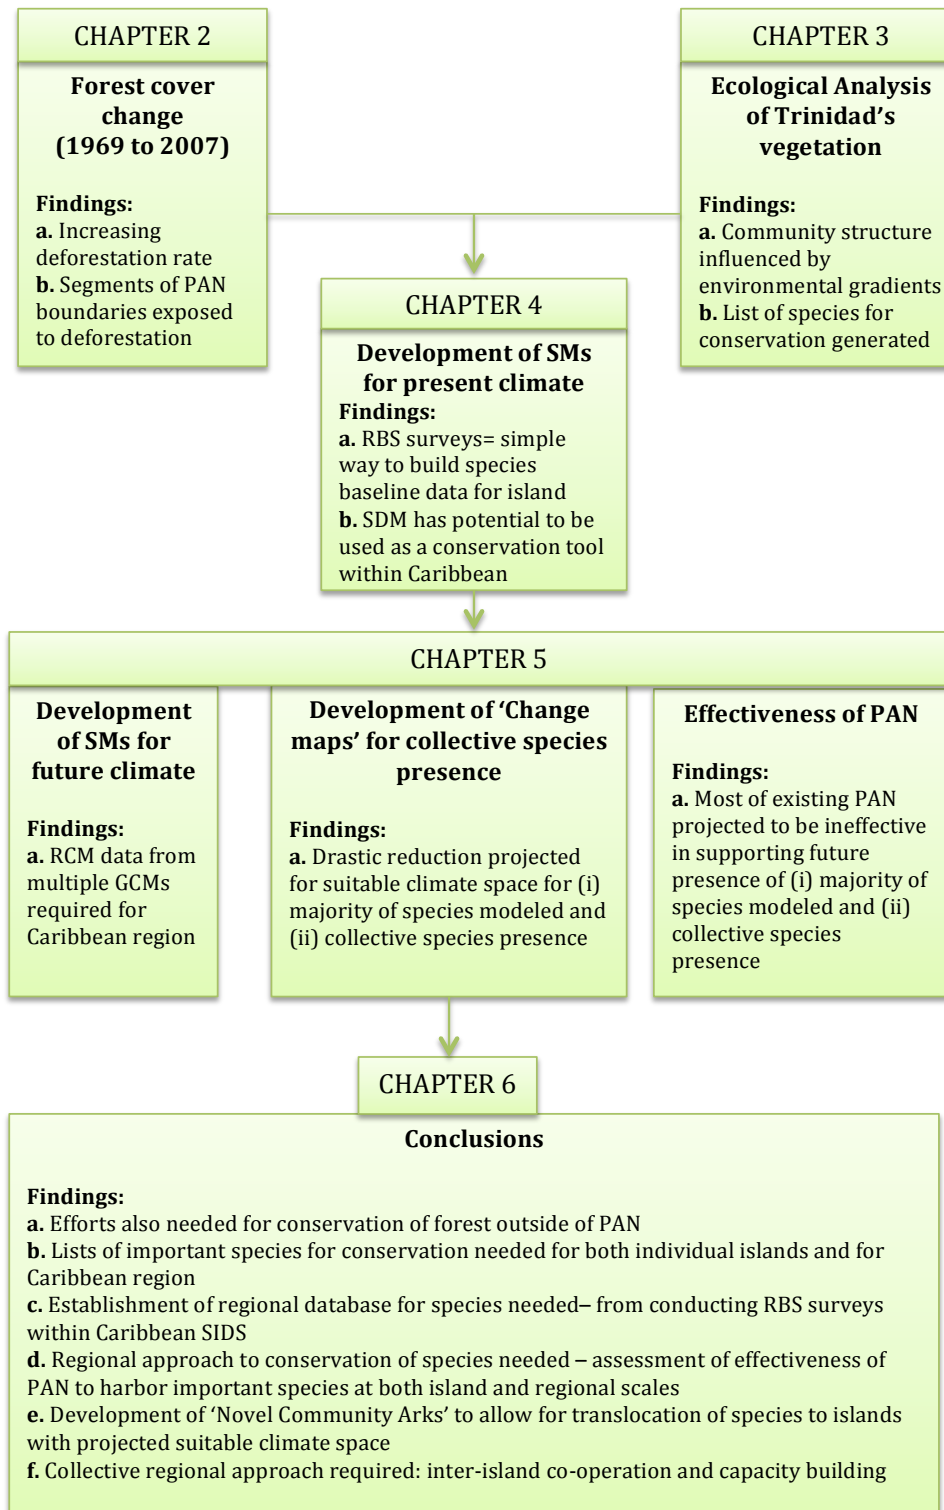 CHAPTER 2
Forest cover
change
(1969 to 2007)
Findings:
a. Increasing
deforestation rate
b. Segments of PAN
boundaries exposed
to deforestation
CHAPTER 3
Ecological Analysis
of Trinidad’s
vegetation
Findings:
a. Community structure
influenced by
environmental gradients
b. List of species for
conservation generated
CHAPTER 4
Development of SMs
for present climate
Findings:
a. RBS surveys= simple
way to build species
baseline data for island
b. SDM has potential to be
used as a conservation tool
within Caribbean
CHAPTER 5
Development
of SMs for
future climate
Findings:
a. RCM data from
multiple GCMs
required for
Caribbean region
Development of ‘Change
maps’ for collective species
presence
Findings:
a. Drastic reduction projected
for suitable climate space for (i)
majority of species modeled and
(ii) collective species presence
Effectiveness of PAN
Findings:
a. Most of existing PAN
projected to be ineffective
in supporting future
presence of (i) majority of
species modeled and (ii)
collective species
presence
CHAPTER 6
Conclusions
Findings:
a. Efforts also needed for conservation of forest outside of PAN
b. Lists of important species for conservation needed for both individual islands and for
Caribbean region
c. Establishment of regional database for species needed– from conducting RBS surveys
within Caribbean SIDS
d. Regional approach to conservation of species needed – assessment of effectiveness of
PAN to harbor important species at both island and regional scales
e. Development of ‘Novel Community Arks’ to allow for translocation of species to islands
with projected suitable climate space
f. Collective regional approach required: inter-island co-operation and capacity building